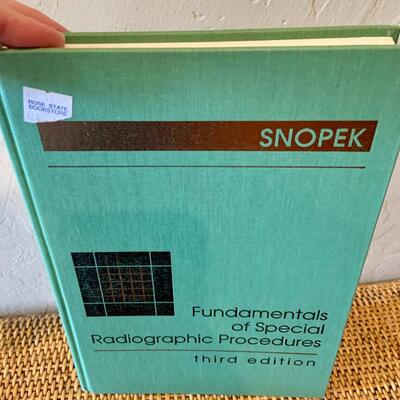 ROSE STATE
BOOKSTORE
SNOPEK
Fundamentals
of Special
Radiographic Procedures
third edition